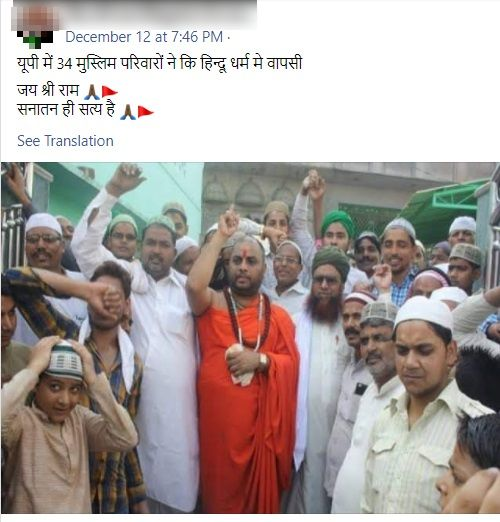 December 12 at 7:46 PM ·
यूपी में 34 मुस्लिम परिवारों ने कि हिन्दू धर्म मे वापसी
जय श्री राम 🙏🏿🚩
सनातन ही सत्य है 🙏🏿🚩
See Translation